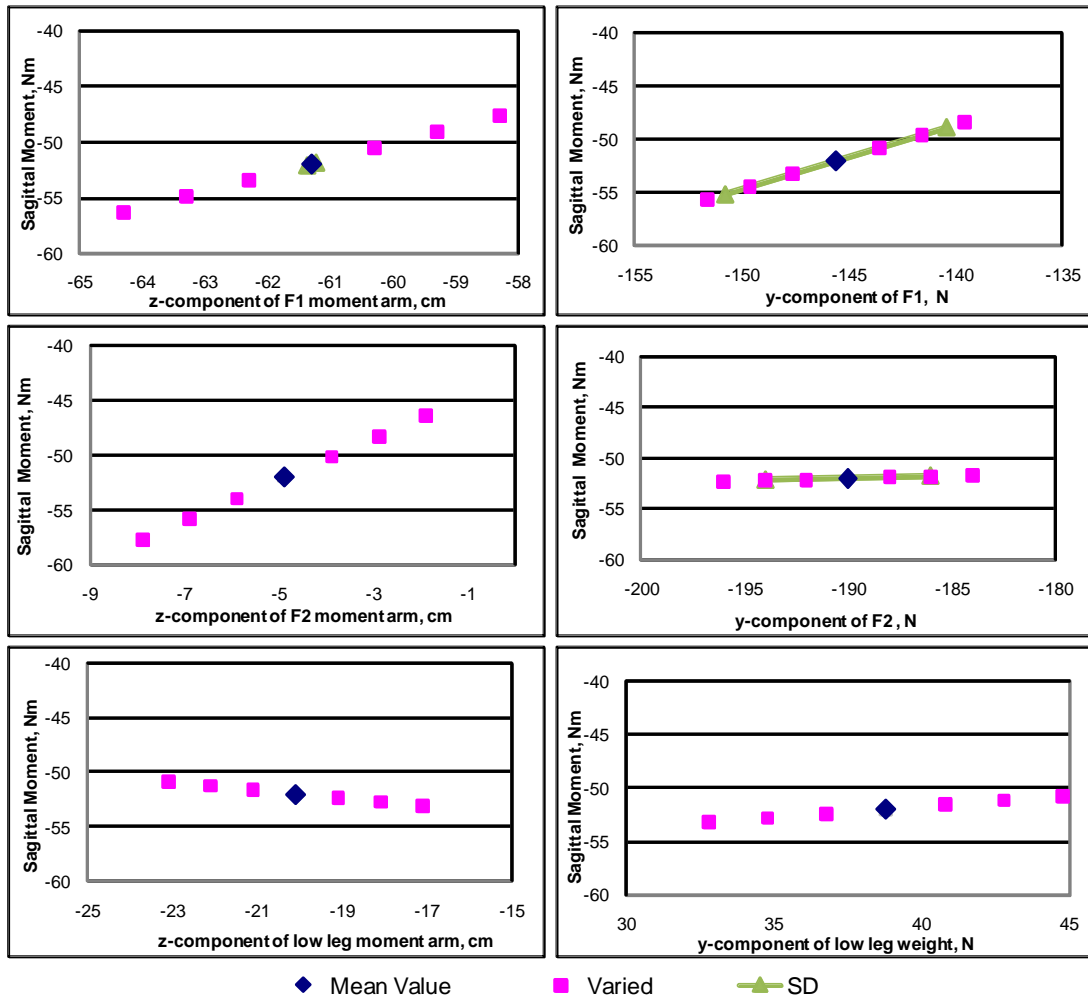 -40
-45
-50
-55
-60
Sagittal Moment, Nm
-65 -64 -63 -62 -61 -60 -59 -58
z-component of F1 moment arm, cm
-40
-45
-50
-55
-60
Sagittal Moment, Nm
-155 -150 -145 -140 -135
y-component of F1, N
-40
-45
-50
-55
-60
Sagittal Moment, Nm
-9 -7 -5 -3 -1
z-component of F2 moment arm, cm
-40
-45
-50
-55
-60
Sagittal Moment, Nm
-200 -195 -190 -184 -180
y-component of F2 , N
-40
-45
-50
-55
-60
Sagittal Moment, Nm
-25 -23 -21 -19 -17 -15
z-component of low leg moment arm, cm
-40
-45
-50
-55
-60
Sagittal Moment, Nm
30 35 40 45
y-component of low leg weight, N
Mean Value Varied SD